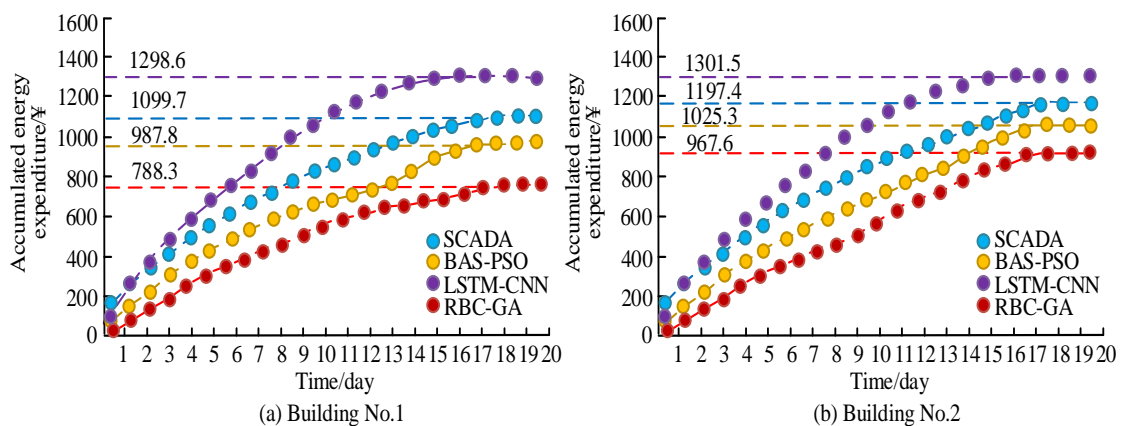 Accumulated energy
expenditure/¥
1600
1400
1200
1000
800
600
400
200
0
1298.6
1099.7
987.8
788.3
SCADA
BAS-PSO
LSTM-CNN
RBC-GA
1 2 3 4 5 6 7 8 9 10 11 12 13 14 15 16 17 18 19 20
Time/day
(a) Building No.1
Accumulated energy
expenditure/¥
1600
1400
1200
1000
800
600
400
200
0
1301.5
1197.4
1025.3
967.6
SCADA
BAS-PSO
LSTM-CNN
RBC-GA
1 2 3 4 5 6 7 8 9 10 11 12 13 14 15 16 17 18 19 20
Time/day
(b) Building No.2